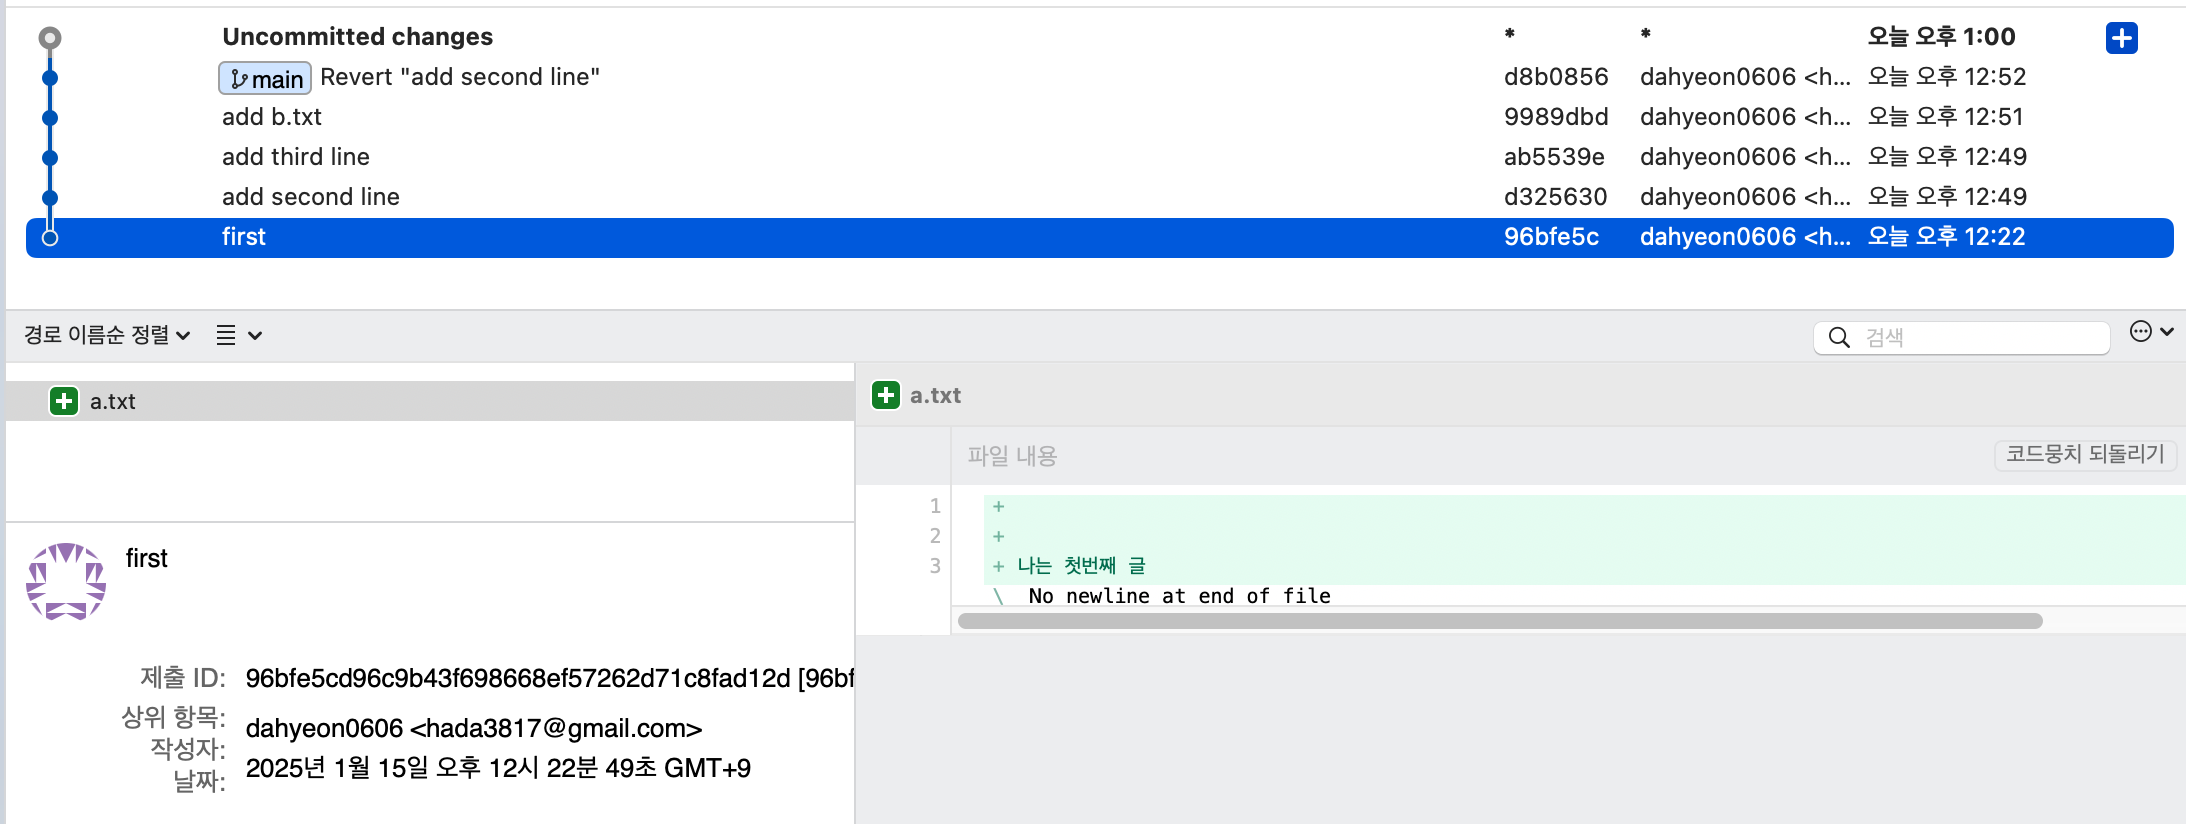 Uncommitted changes * * 오늘 오후 1:00
main Revert "add second line" d8b0856 dahyeon0606 <h... 오늘 오후 12:52
add b.txt 9989dbd dahyeon0606 <h... 오늘 오후 12:51
add third line ab5539e dahyeon0606 <h... 오늘 오후 12:49
add second line d325630 dahyeon0606 <h... 오늘 오후 12:49
first 96bfe5c dahyeon0606 <h... 오늘 오후 12:22
경로 이름순 정렬 검색
a.txt
a.txt
파일 내용 코드뭉치 되돌리기
1 +
2 +
3 + 나는 첫번째 글
\ No newline at end of file
first
제출 ID: 96bfe5cd96c9b43f698668ef57262d71c8fad12d [96bf
상위 항목:
작성자: dahyeon0606 <hada3817@gmail.com>
날짜: 2025년 1월 15일 오후 12시 22분 49초 GMT+9